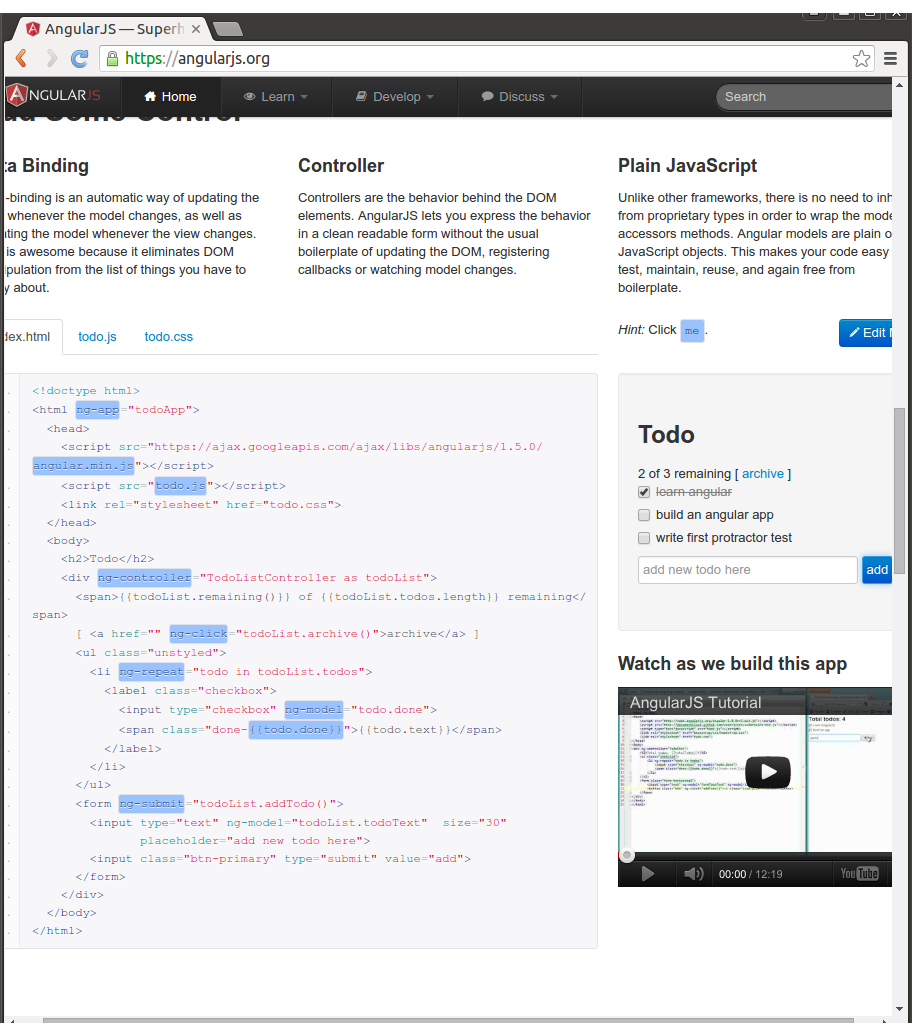 AngularJS — Superh
https://angularjs.org
ANGULARJS
Home
Learn
Develop
Discuss
Search
ta Binding
-binding is an automatic way of updating the
whenever the model changes, as well as
ting the model whenever the view changes.
is awesome because it eliminates DOM
ipulation from the list of things you have to
y about.
Controller
Controllers are the behavior behind the DOM
elements. AngularJS lets you express the behavior
in a clean readable form without the usual
boilerplate of updating the DOM, registering
callbacks or watching model changes.
Plain JavaScript
Unlike other frameworks, there is no need to inh
from proprietary types in order to wrap the mode
accessors methods. Angular models are plain o
JavaScript objects. This makes your code easy
test, maintain, reuse, and again free from
boilerplate.
dex.html
todo.js
todo.css
Hint: Click me.
Edit
<!doctype html>
<html ng-app="todoApp">
<head>
<script src="https://ajax.googleapis.com/ajax/libs/angularjs/1.5.0/
angular.min.js"></script>
<script src="todo.js"></script>
<link rel="stylesheet" href="todo.css">
</head>
<body>
<h2>Todo</h2>
<div ng-controller="TodoListController as todoList">
<span>{{todoList.remaining()}} of {{todoList.todos.length}} remaining</
span>
[ <a href="" ng-click="todoList.archive()">archive</a> ]
<ul class="unstyled">
<li ng-repeat="todo in todoList.todos">
<label class="checkbox">
<input type="checkbox" ng-model="todo.done">
<span class="done-{{todo.done}}">{{todo.text}}</span>
</label>
</li>
</ul>
<form ng-submit="todoList.addTodo()">
<input type="text" ng-model="todoList.todoText"  size="30"
placeholder="add new todo here">
<input class="btn-primary" type="submit" value="add">
</form>
</div>
</body>
</html>
Todo
2 of 3 remaining [ archive ]
learn angular
build an angular app
write first protractor test
add new todo here
add
Watch as we build this app
AngularJS Tutorial
Total todos: 4
00:00 / 12:19
YouTube